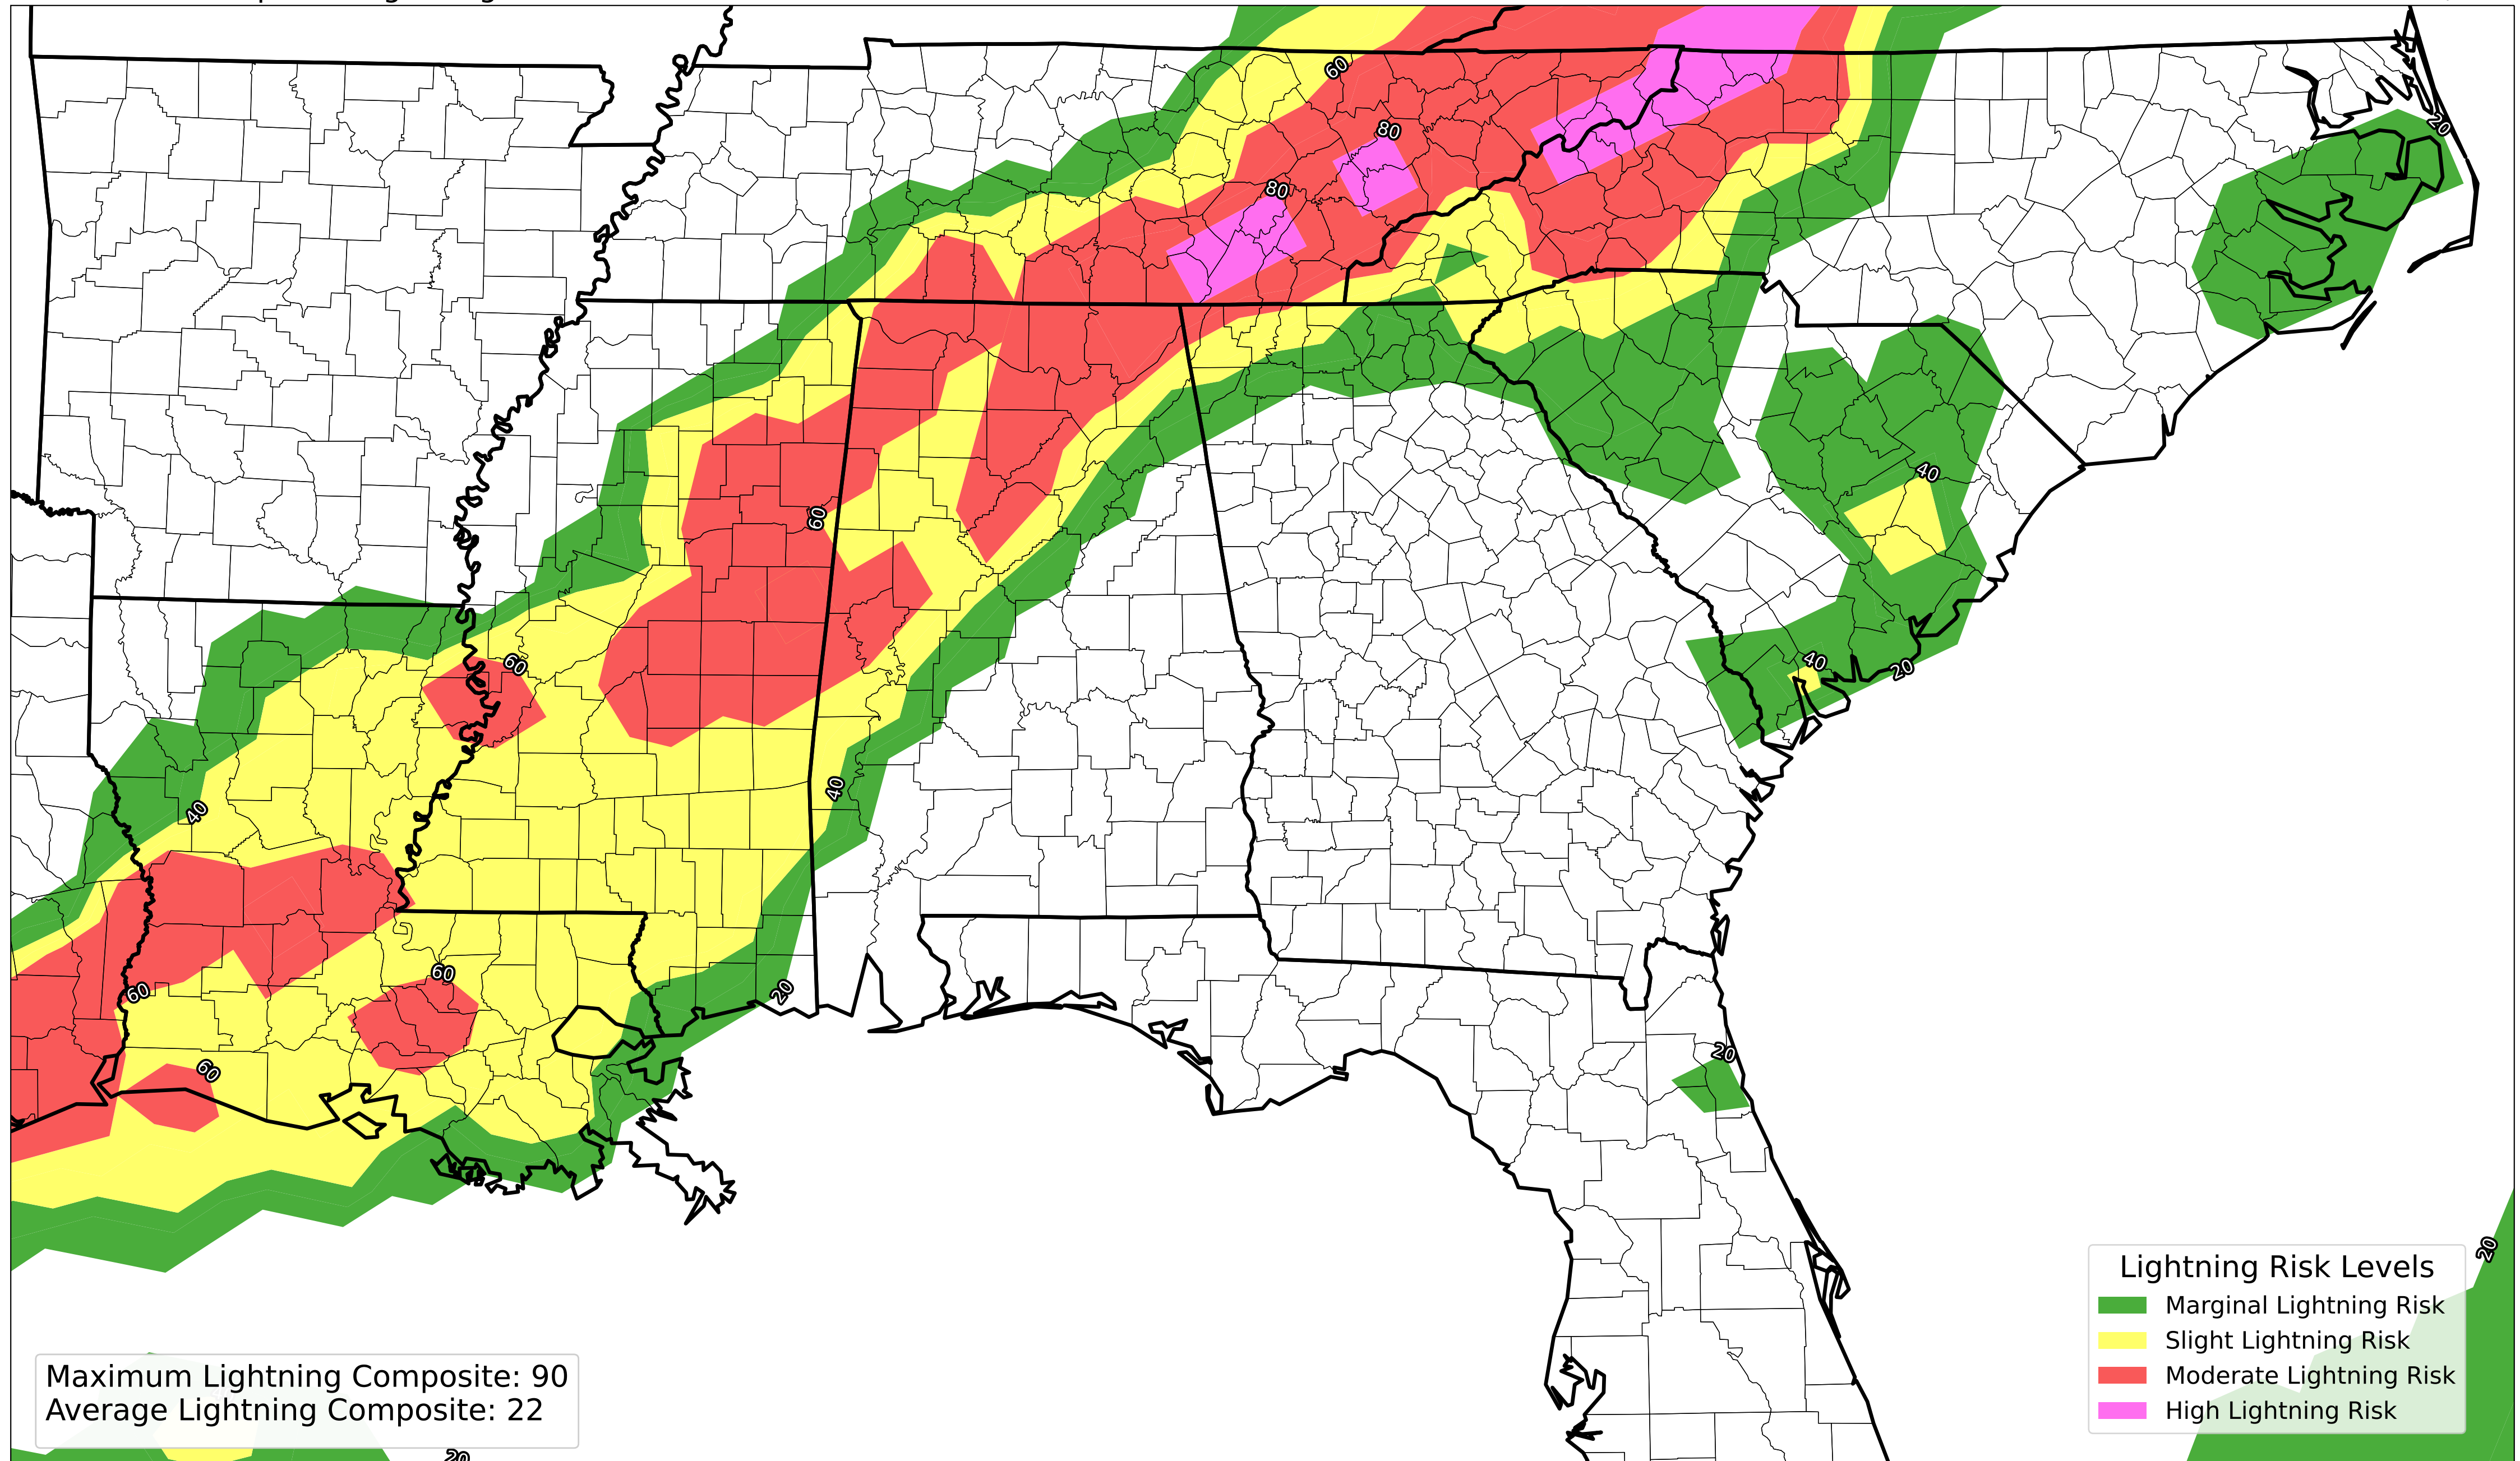 60
80
20
80
40
60
60
40
20
40
40
60
20
60
20
60
20
Lightning Risk Levels
Marginal Lightning Risk
Slight Lightning Risk
Moderate Lightning Risk
High Lightning Risk
Maximum Lightning Composite: 90
Average Lightning Composite: 22
20